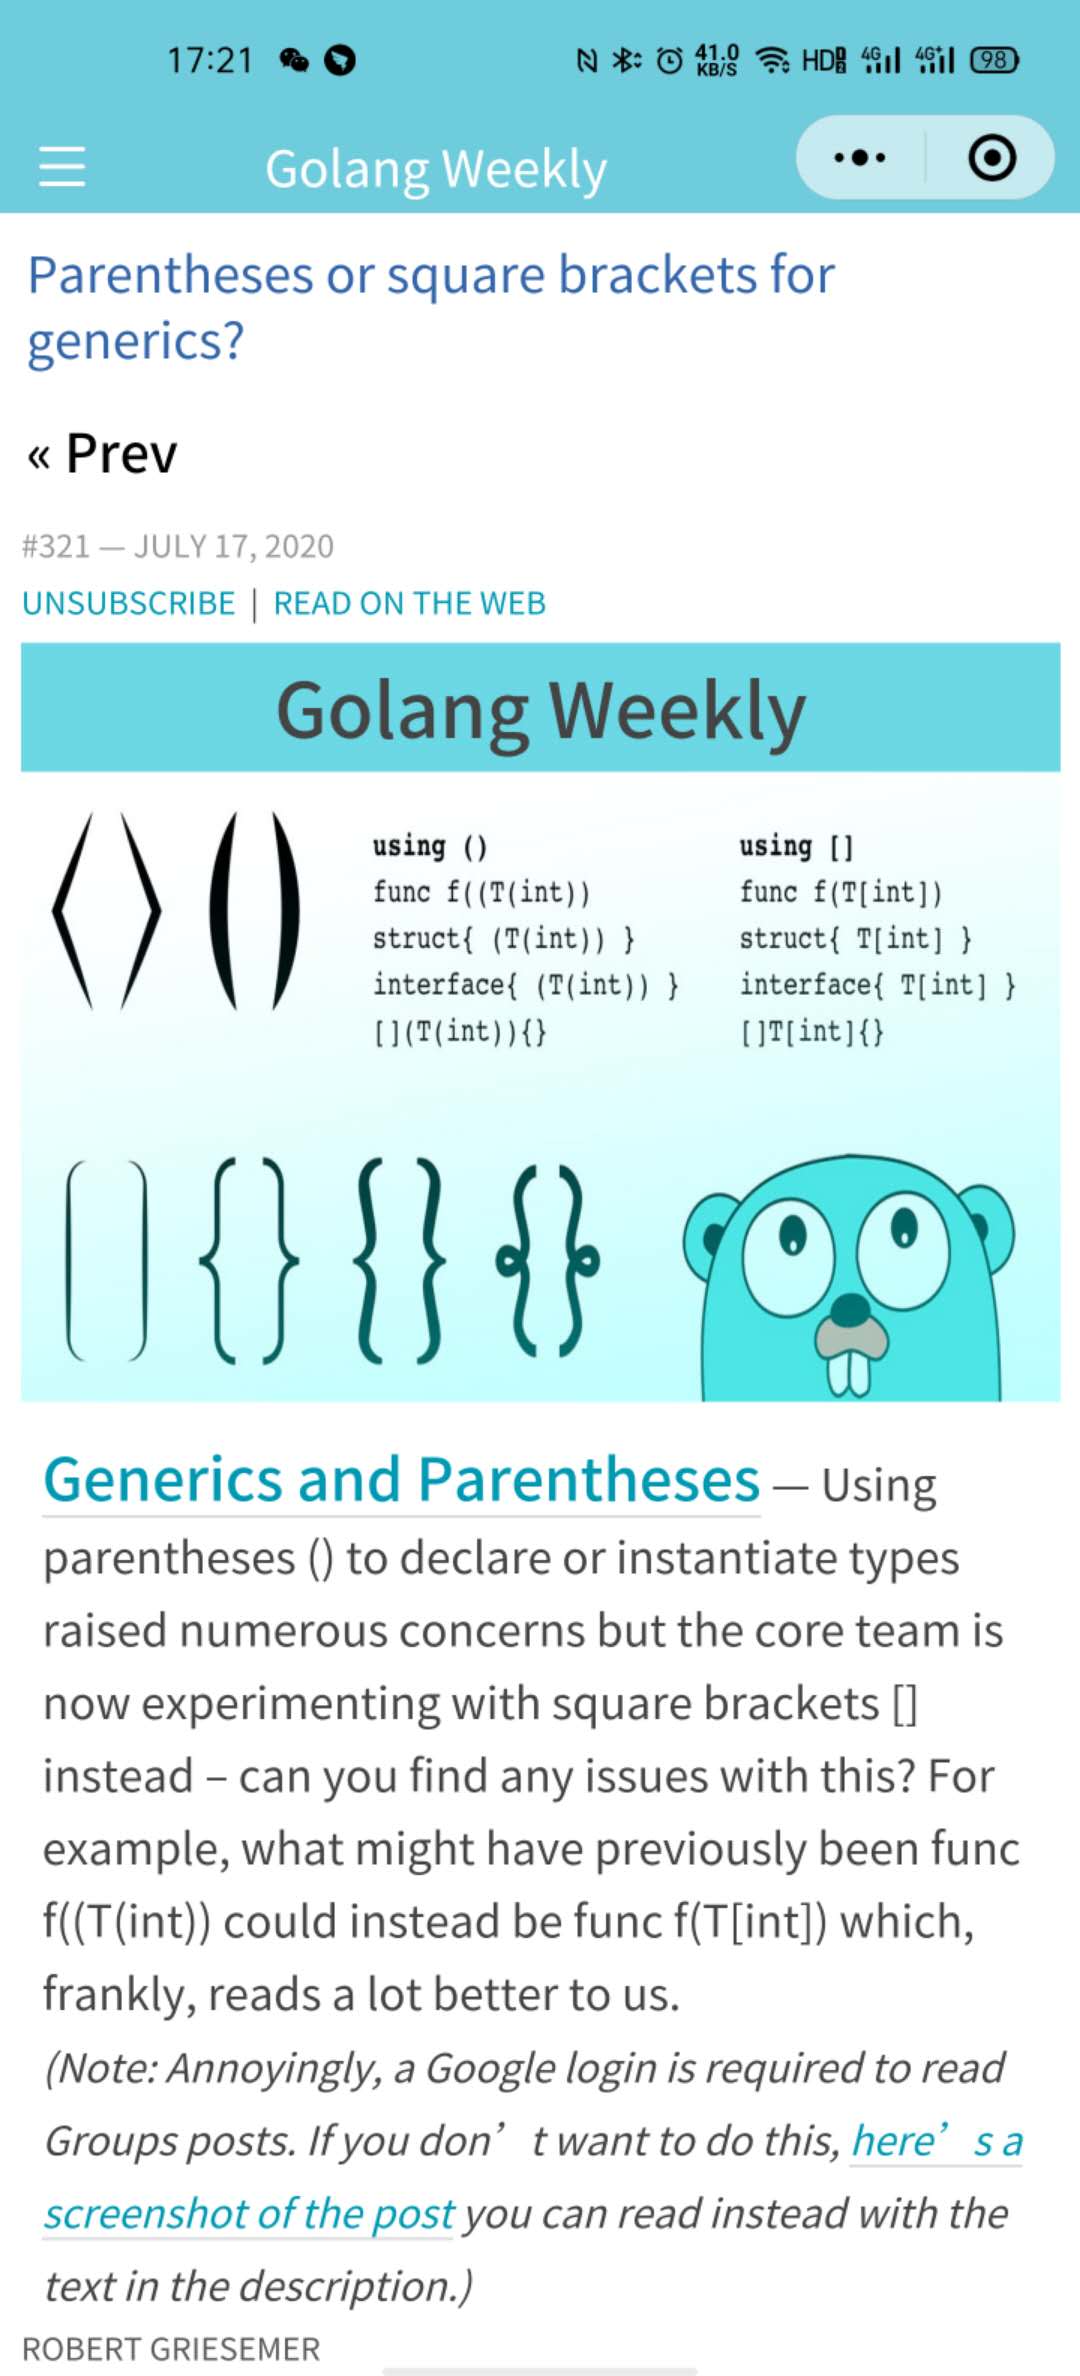 17:21
41.0
KB/S
HD
4G
4G+
98
Golang Weekly
Parentheses or square brackets for
generics?
« Prev
#321 — JULY 17, 2020
UNSUBSCRIBE | READ ON THE WEB
Golang Weekly
using ()
func f((T(int))
struct{ (T(int)) }
interface{ (T(int)) }
[](T(int)){}
using []
func f(T[int])
struct{ T[int] }
interface{ T[int] }
[]T[int]{}
Generics and Parentheses — Using
parentheses () to declare or instantiate types
raised numerous concerns but the core team is
now experimenting with square brackets []
instead – can you find any issues with this? For
example, what might have previously been func
f((T(int)) could instead be func f(T[int]) which,
frankly, reads a lot better to us.
(Note: Annoyingly, a Google login is required to read
Groups posts. If you don’t want to do this, here’s a
screenshot of the post you can read instead with the
text in the description.)
ROBERT GRIESEMER